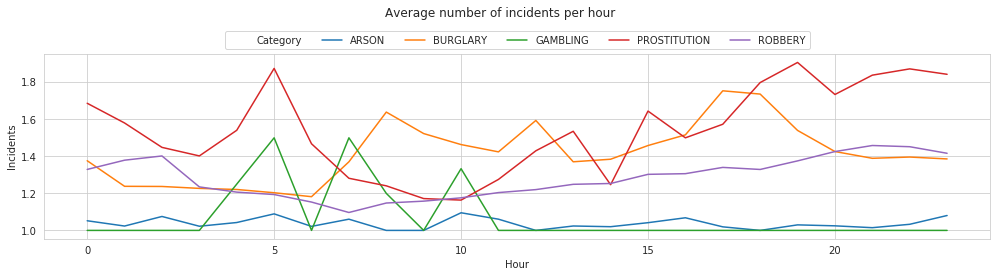 Average number of incidents per hour
Category ARSON BURGLARY GAMBLING PROSTITUTION ROBBERY
Incidents
1.8
1.6
1.4
1.2
1.0
0 5 10 15 20
Hour